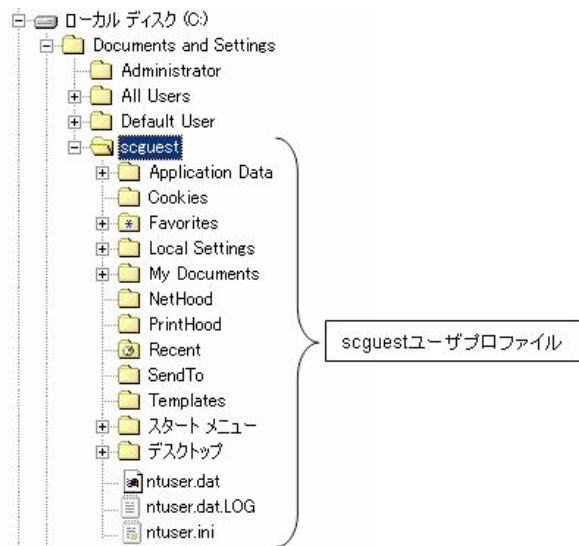 ローカル ディスク (C:)
Documents and Settings
Administrator
All Users
Default User
scguest
Application Data
Cookies
Favorites
Local Settings
My Documents
NetHood
PrintHood
Recent
SendTo
Templates
スタート メニュー
デスクトップ
ntuser.dat
ntuser.dat.LOG
ntuser.ini
scguestユーザプロファイル